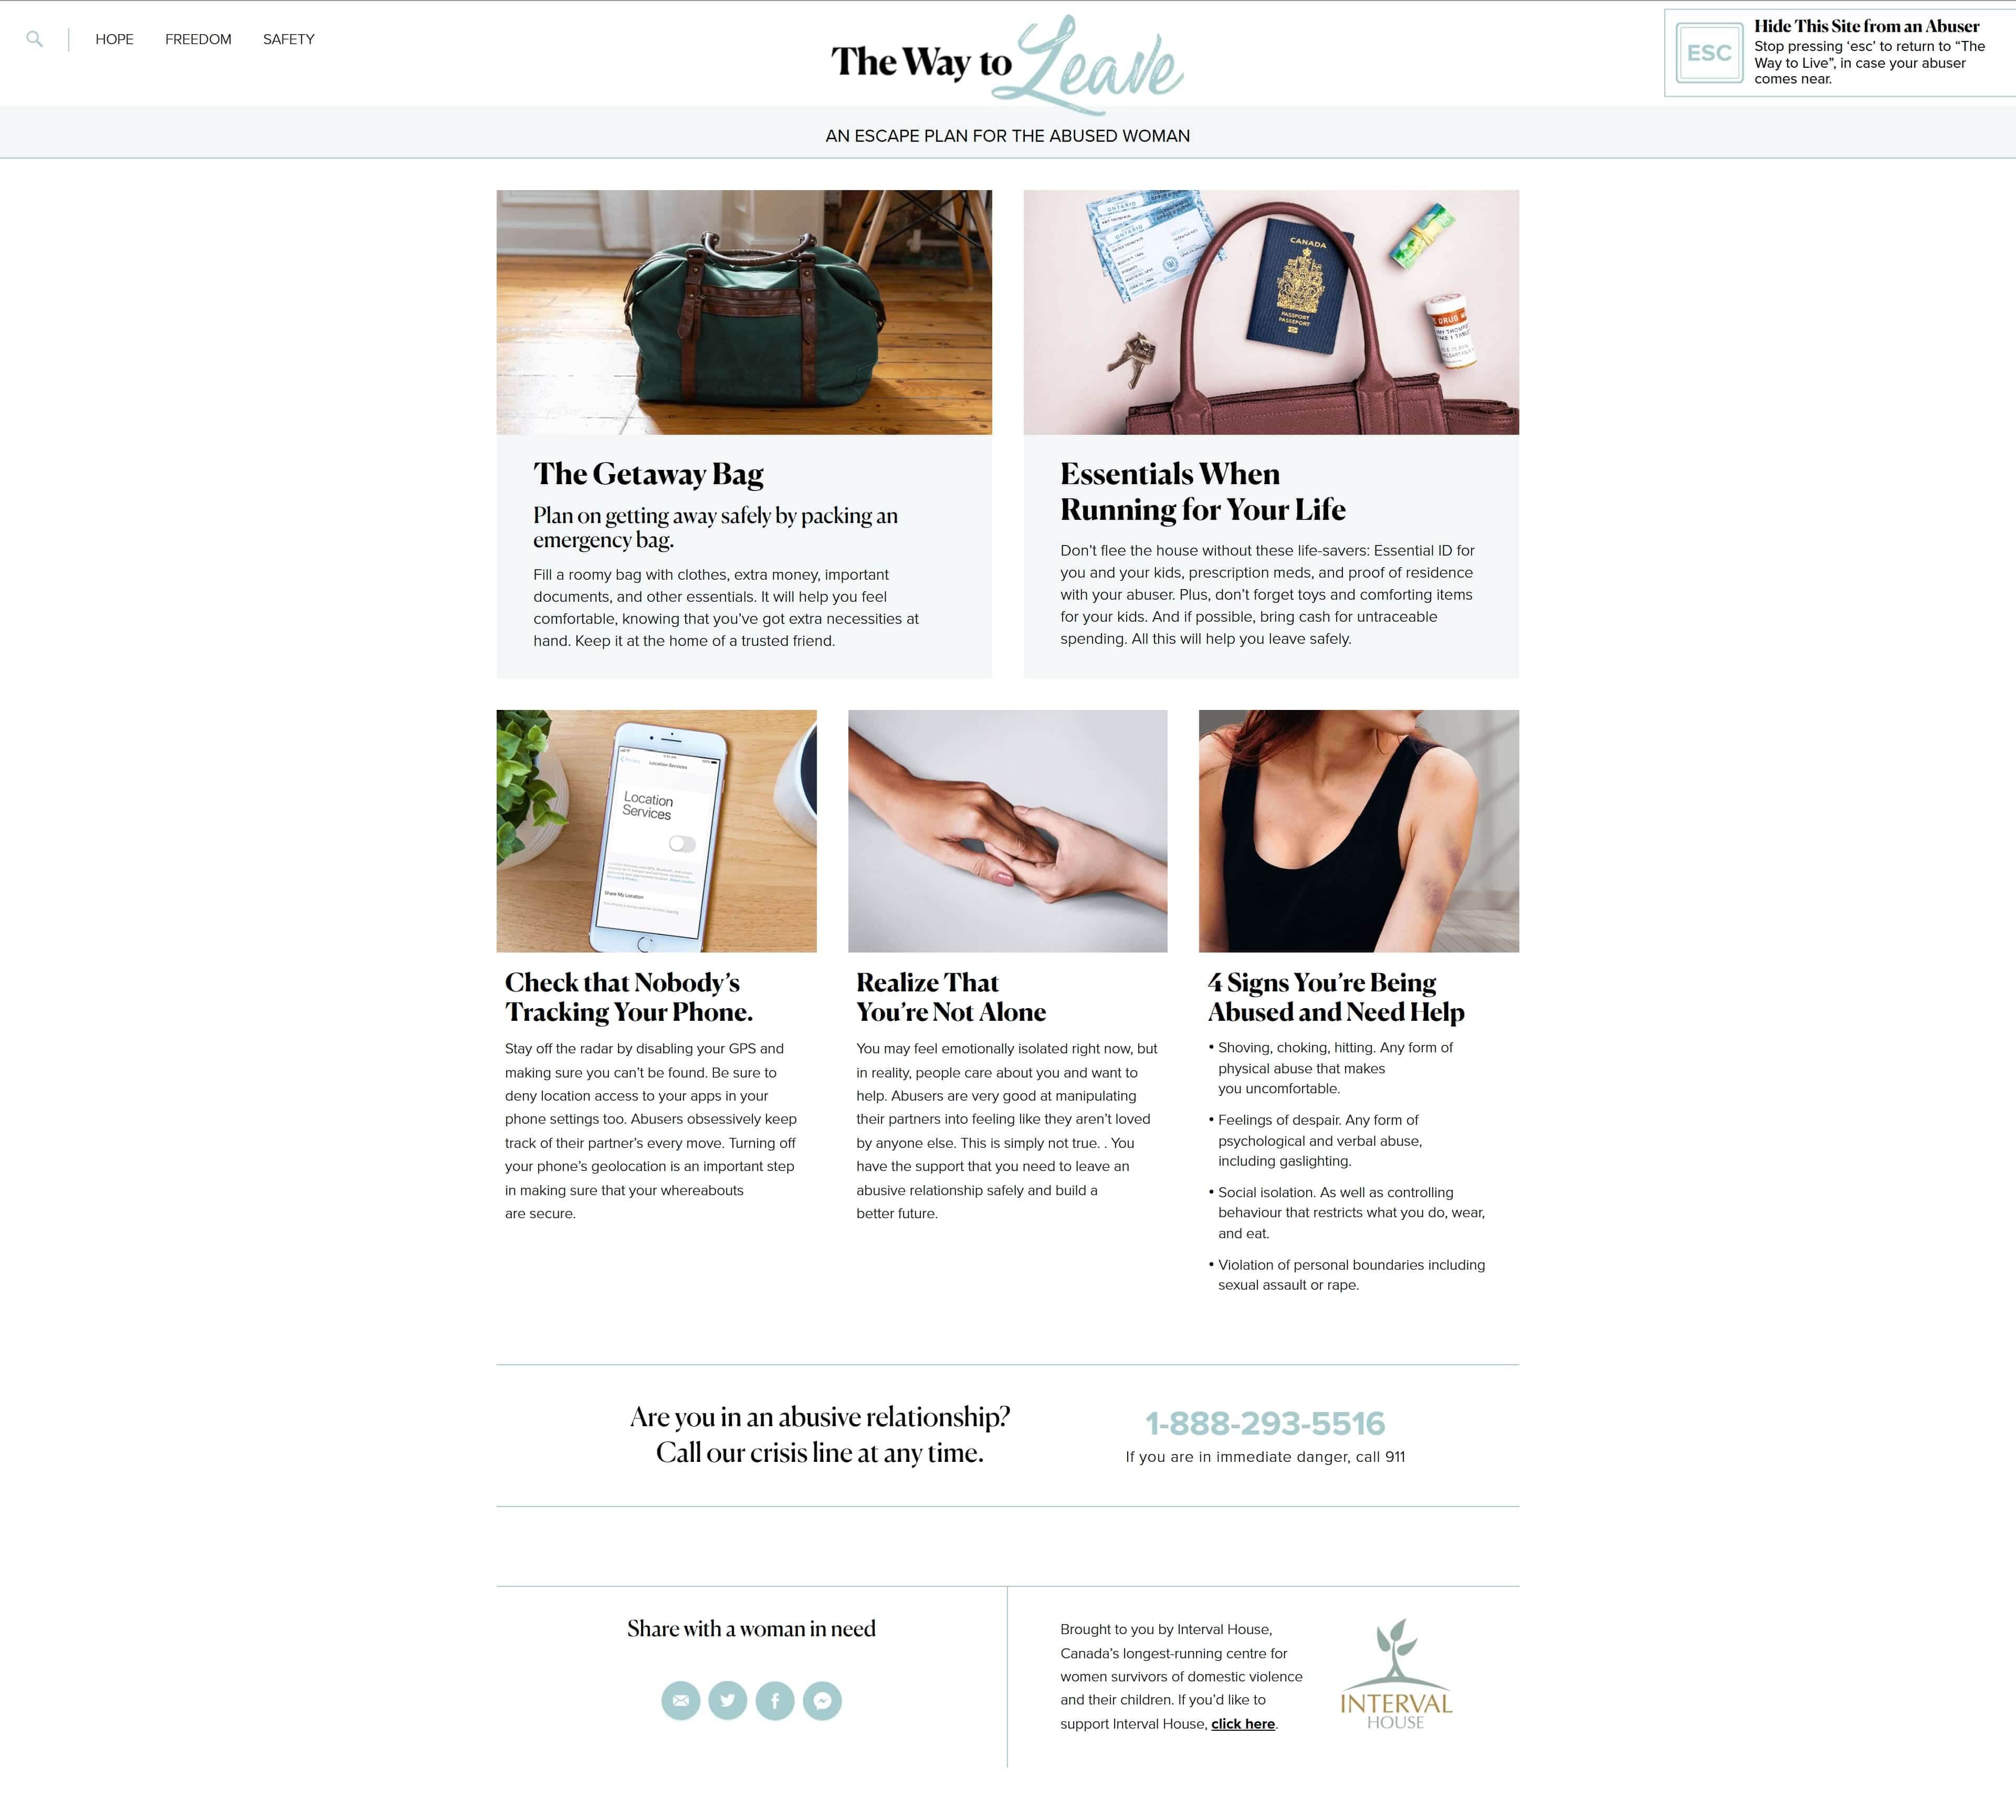 HOPE FREEDOM SAFETY
The Way to Leave
ESC
Hide This Site from an Abuser
Stop pressing ‘esc’ to return to “The
Way to Live”, in case your abuser
comes near.
AN ESCAPE PLAN FOR THE ABUSED WOMAN
The Getaway Bag
Plan on getting away safely by packing an
emergency bag.
Fill a roomy bag with clothes, extra money, important
documents, and other essentials. It will help you feel
comfortable, knowing that you’ve got extra necessities at
hand. Keep it at the home of a trusted friend.
ONTARIO
ONTARIO
CANADA
PASSPORT
PASSEPORT
DRUG
Essentials When
Running for Your Life
Don’t flee the house without these life-savers: Essential ID for
you and your kids, prescription meds, and proof of residence
with your abuser. Plus, don’t forget toys and comforting items
for your kids. And if possible, bring cash for untraceable
spending. All this will help you leave safely.
Location Services
Location
Services
Share My Location
Check that Nobody’s
Tracking Your Phone.
Stay off the radar by disabling your GPS and
making sure you can’t be found. Be sure to
deny location access to your apps in your
phone settings too. Abusers obsessively keep
track of their partner’s every move. Turning off
your phone’s geolocation is an important step
in making sure that your whereabouts
are secure.
Realize That
You’re Not Alone
You may feel emotionally isolated right now, but
in reality, people care about you and want to
help. Abusers are very good at manipulating
their partners into feeling like they aren’t loved
by anyone else. This is simply not true. . You
have the support that you need to leave an
abusive relationship safely and build a
better future.
4 Signs You’re Being
Abused and Need Help
• Shoving, choking, hitting. Any form of
physical abuse that makes
you uncomfortable.
• Feelings of despair. Any form of
psychological and verbal abuse,
including gaslighting.
• Social isolation. As well as controlling
behaviour that restricts what you do, wear,
and eat.
• Violation of personal boundaries including
sexual assault or rape.
Are you in an abusive relationship?
Call our crisis line at any time.
1-888-293-5516
If you are in immediate danger, call 911
Share with a woman in need
Brought to you by Interval House,
Canada’s longest-running centre for
women survivors of domestic violence
and their children. If you’d like to
support Interval House, click here.
INTERVAL
HOUSE